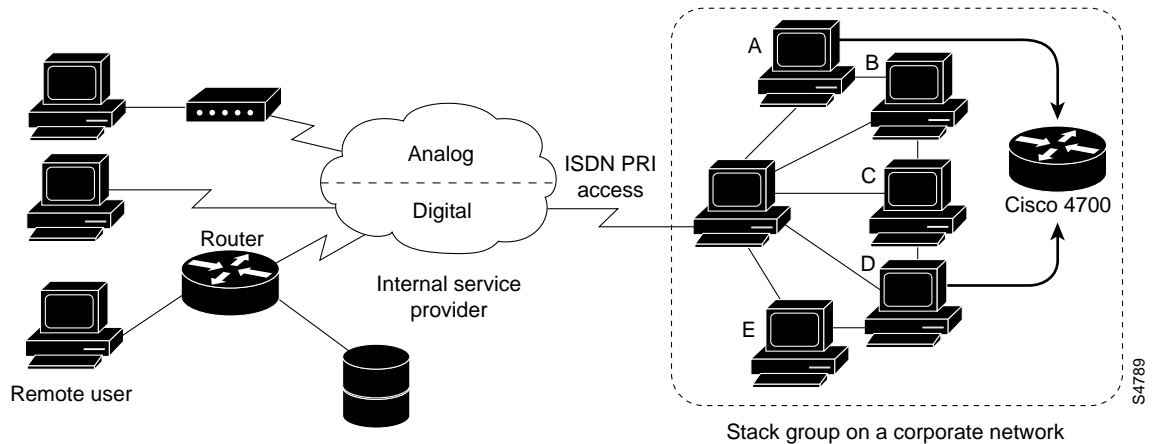 A
B
Analog
ISDN PRI
access
C
Digital
Cisco 4700
Router
D
Internal service
provider
E
Remote user
S4789
Stack group on a corporate network